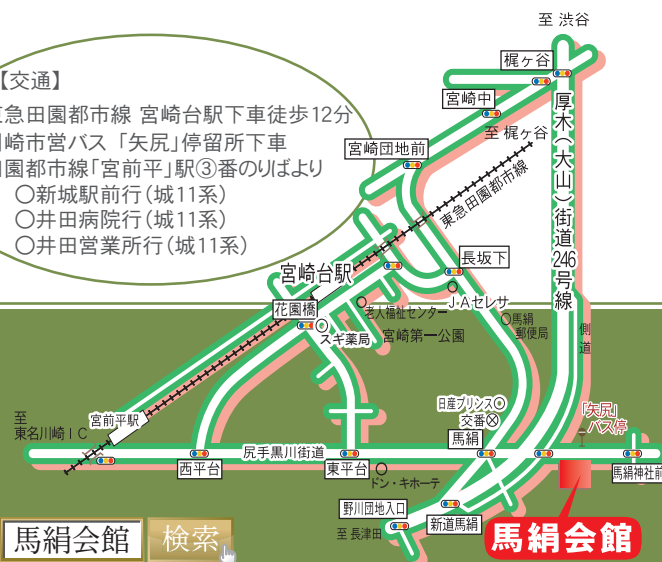 至 渋谷
【交通】
東急田園都市線 宮崎台駅下車徒歩12分
川崎市営バス 「矢尻」停留所下車
田園都市線「宮前平」駅③番のりばより
〇新城駅前行(城11系)
〇井田病院行(城11系)
〇井田営業所行(城11系)
梶ヶ谷
宮崎中
至 梶ヶ谷
宮崎団地前
厚木(大山)街道246号線
東急田園都市線
宮崎台駅
長坂下
JAセレサ
花園橋
老人福祉センター
スギ薬局
宮崎第一公園
馬絹
郵便局
側道
至
東名川崎IC
宮前平駅
日産プリンス
交番
「矢尻」
バス停
尻手黒川街道
馬絹
西平台
東平台
ドン・キホーテ
馬絹神社前
野川団地入口
新道馬絹
至 長津田
馬絹会館
馬絹会館 検索